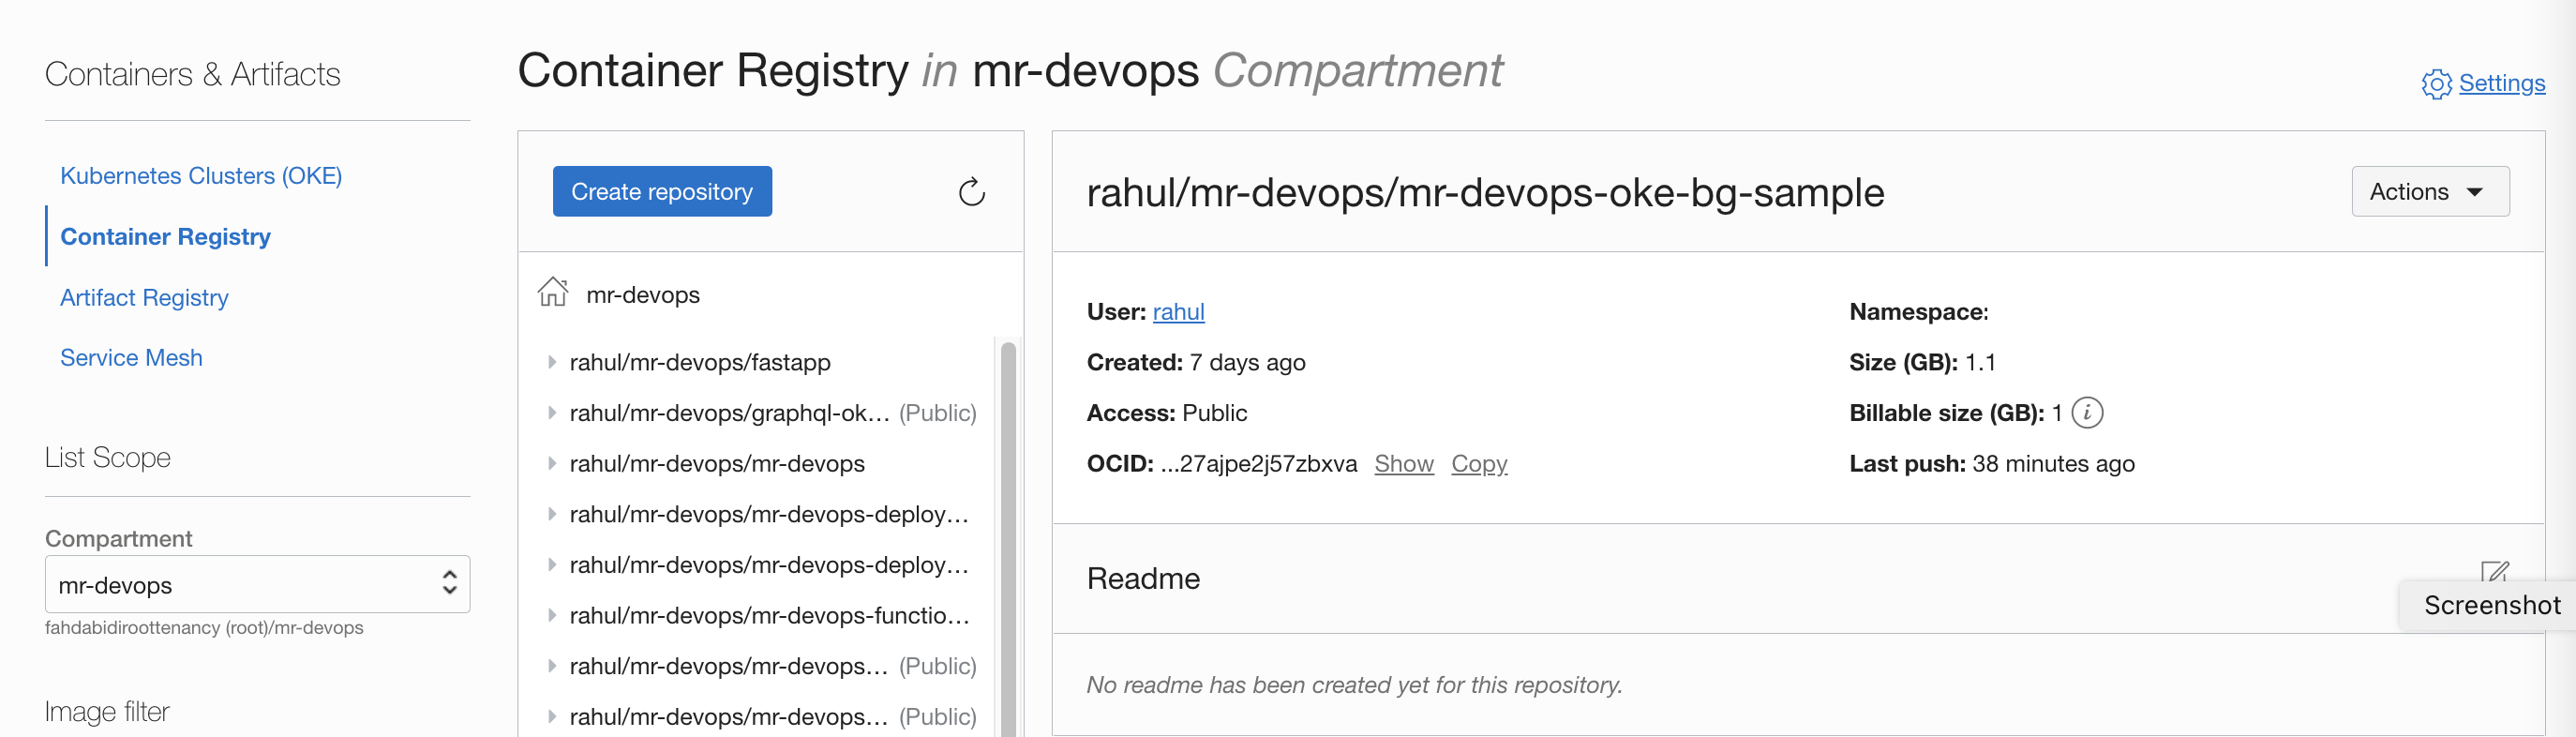 Containers & Artifacts
Kubernetes Clusters (OKE)
Container Registry
Artifact Registry
Service Mesh
List Scope
Compartment
mr-devops
fahdabidiroottenancy (root)/mr-devops
Image filter
Container Registry in mr-devops Compartment
Settings
Create repository
mr-devops
rahul/mr-devops/fastapp
rahul/mr-devops/graphql-ok... (Public)
rahul/mr-devops/mr-devops
rahul/mr-devops/mr-devops-deploy...
rahul/mr-devops/mr-devops-deploy...
rahul/mr-devops/mr-devops-functio...
rahul/mr-devops/mr-devops... (Public)
rahul/mr-devops/mr-devops... (Public)
rahul/mr-devops/mr-devops-oke-bg-sample
Actions
User: rahul
Created: 7 days ago
Access: Public
OCID: ...27ajpe2j57zbxva Show Copy
Namespace:
Size (GB): 1.1
Billable size (GB): 1
Last push: 38 minutes ago
Readme
Screenshot
No readme has been created yet for this repository.